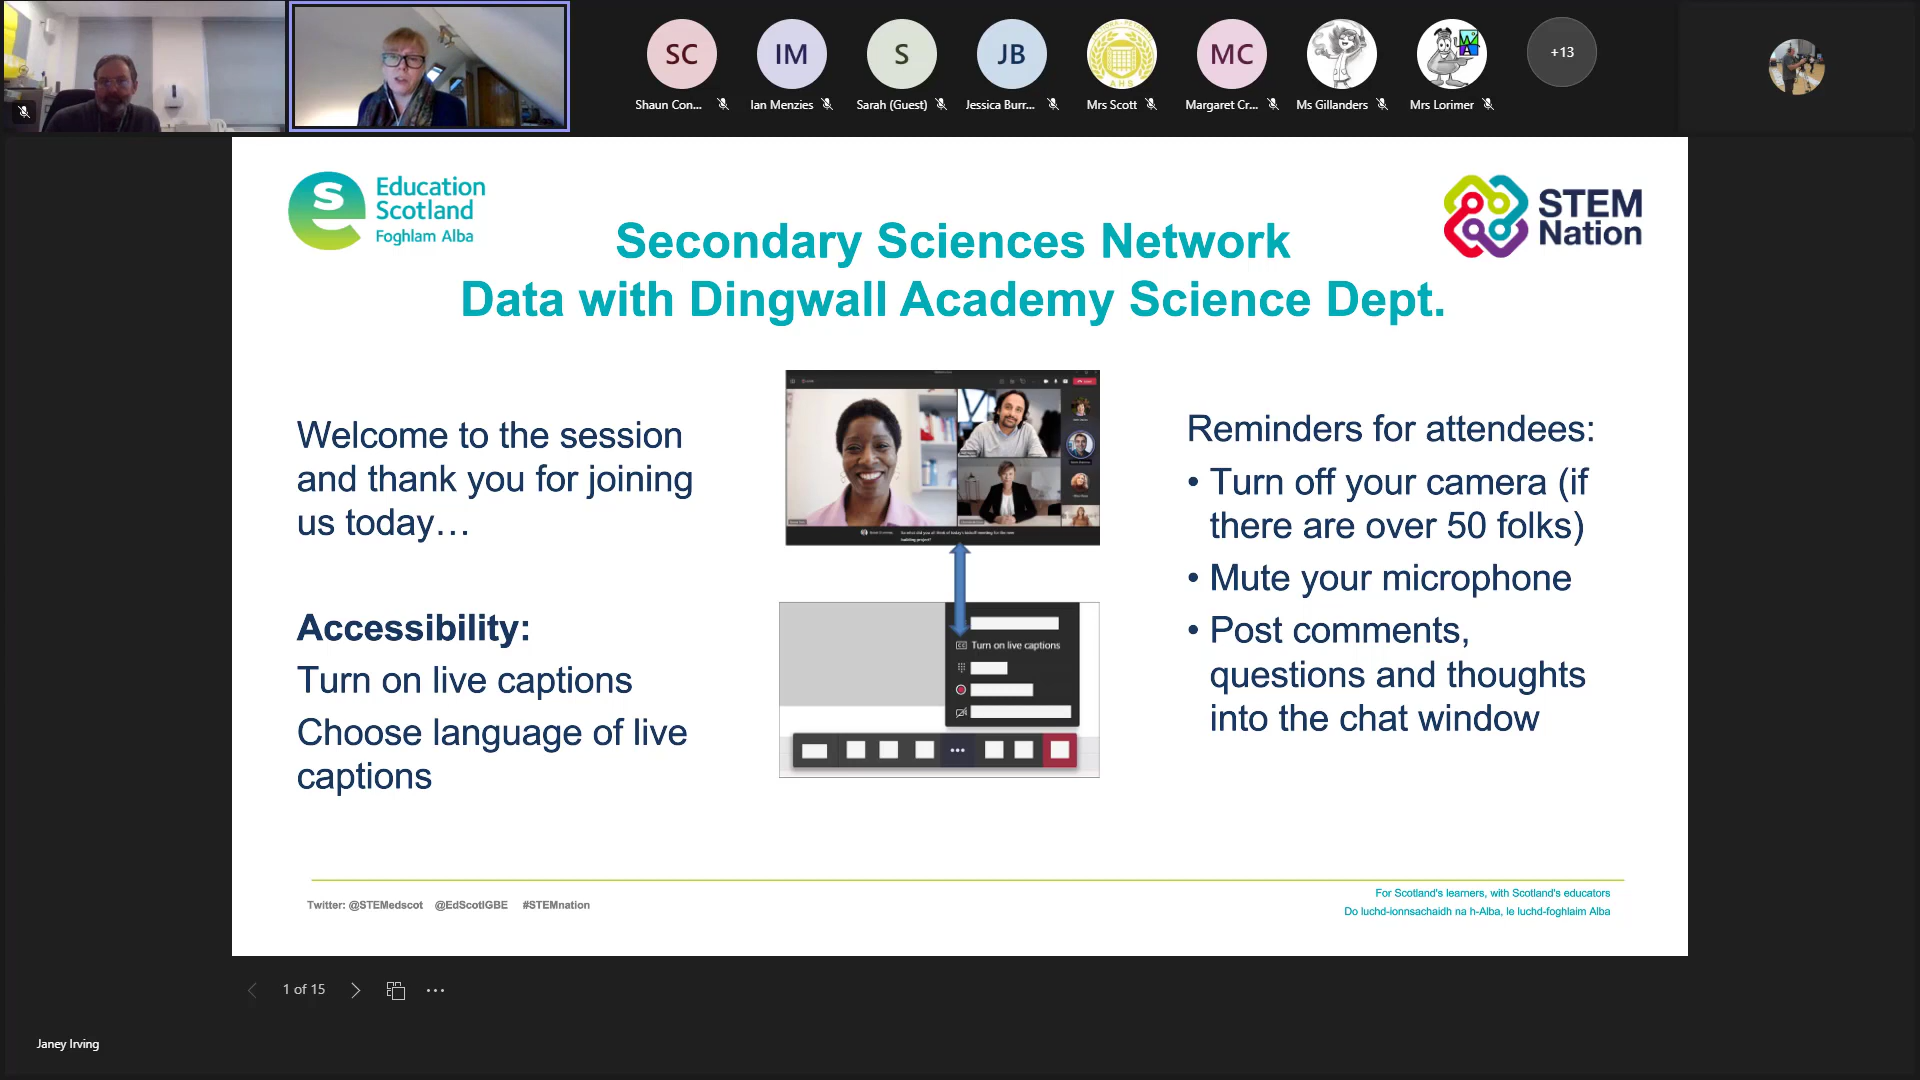 SC
IM
S
JB
MC
+13
Shaun Con...
Ian Menzies
Sarah (Guest)
Jessica Burr...
Mrs Scott
Margaret Cr...
Ms Gillanders
Mrs Lorimer
Education
Scotland
Foghlam Alba
STEM
Nation
Secondary Sciences Network
Data with Dingwall Academy Science Dept.
Welcome to the session
and thank you for joining
us today…
Accessibility:
Turn on live captions
Choose language of live
captions
Turn on live captions
Reminders for attendees:
• Turn off your camera (if
there are over 50 folks)
• Mute your microphone
• Post comments,
questions and thoughts
into the chat window
Twitter: @STEMedscot @EdScotIGBE #STEMnation
For Scotland's learners, with Scotland's educators
Do luchd-ionnsachaidh na h-Alba, le luchd-foghlaim Alba
1 of 15
Janey Irving